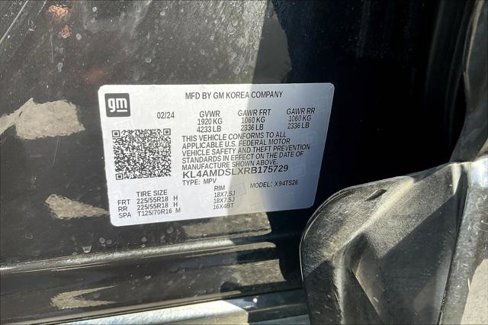 gm
MFD BY GM KOREA COMPANY
02/24 GVWR GAWR FRT GAWR RR
1920 KG 1060 KG 1060 KG
4233 LB 2336 LB 2336 LB
THIS VEHICLE CONFORMS TO ALL
APPLICABLE U.S. FEDERAL MOTOR
VEHICLE SAFETY AND THEFT PREVENTION
STANDARDS IN EFFECT ON THE DATE OF
MANUFACTURE SHOWN ABOVE.
KL4AMDSLXRB175729
TYPE: MPV MODEL: X94TS26
TIRE SIZE RIM
FRT 225/55R18 H 18X7.5J
RR 225/55R18 H 18X7.5J
SPA T125/70R16 M 16X4BT